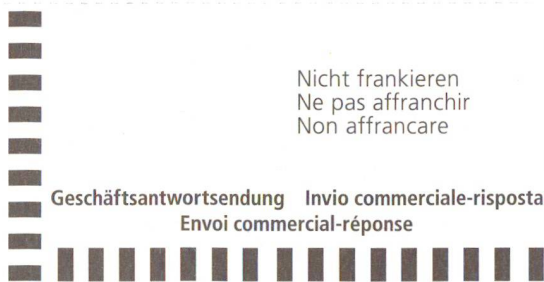 Nicht frankieren
Ne pas affranchir
Non affrancare
Geschäftsantwortsendung Invio commerciale-risposta
Envoi commercial-réponse